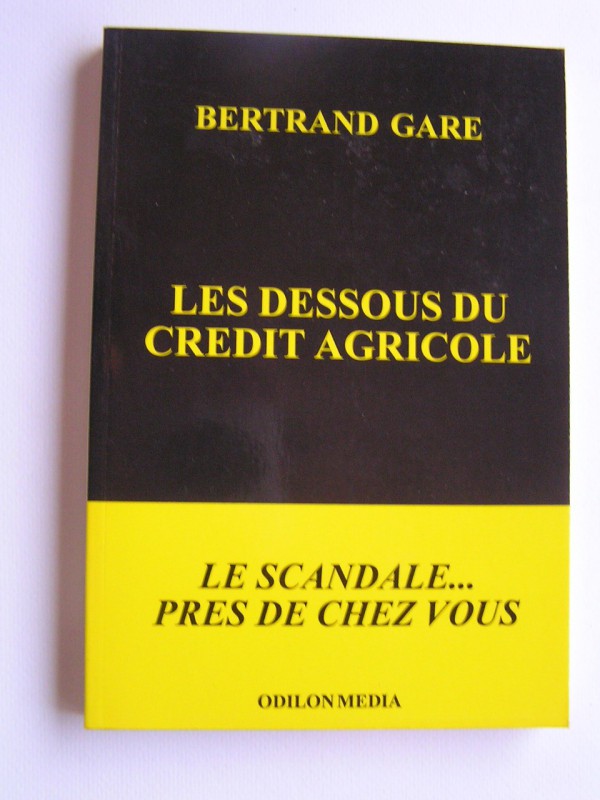 BERTRAND GARE
LES DESSOUS DU
CREDIT AGRICOLE
LE SCANDALE...
PRES DE CHEZ VOUS
ODILON MEDIA